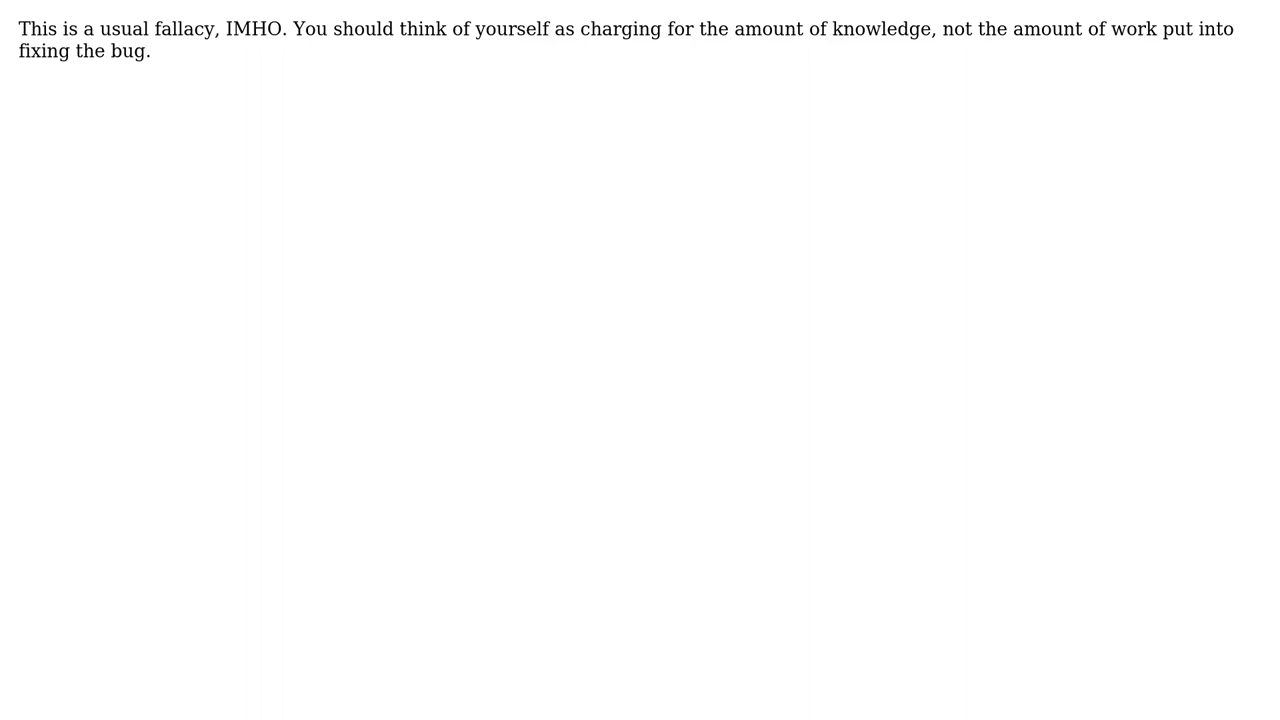 This is a usual fallacy, IMHO. You should think of yourself as charging for the amount of knowledge, not the amount of work put into
fixing the bug.